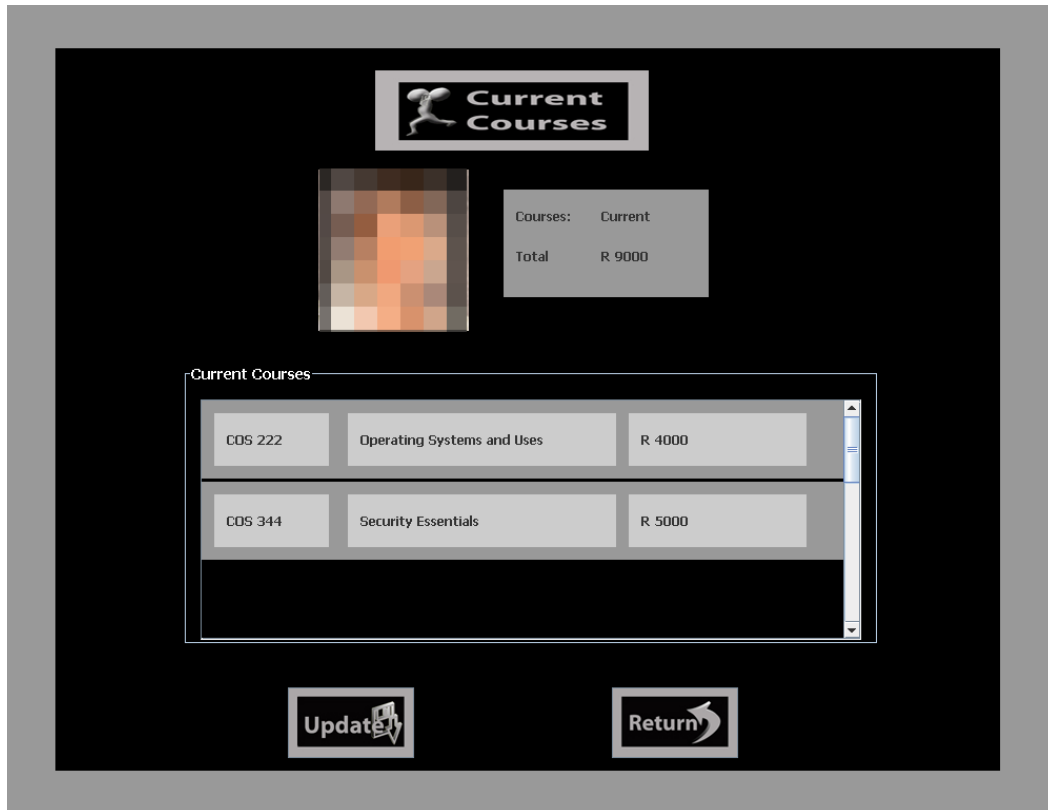 Current
Courses
Courses: Current
Total R 9000
Current Courses
COS 222 Operating Systems and Uses R 4000
COS 344 Security Essentials R 5000
Update Return